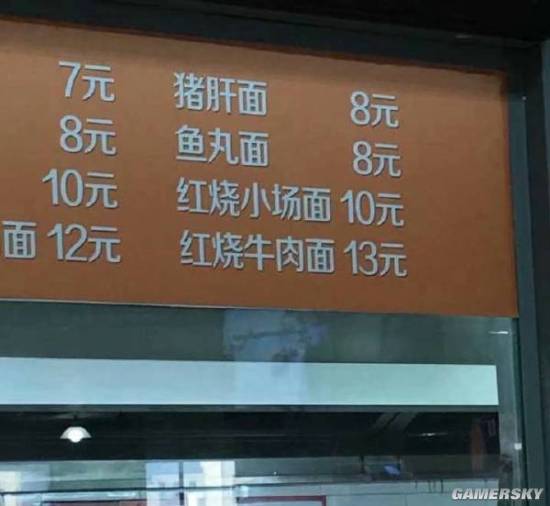 7元 猪肝面 8元
8元 鱼丸面 8元
10元 红烧小场面 10元
面 12元 红烧牛肉面 13元
GAMERSKY